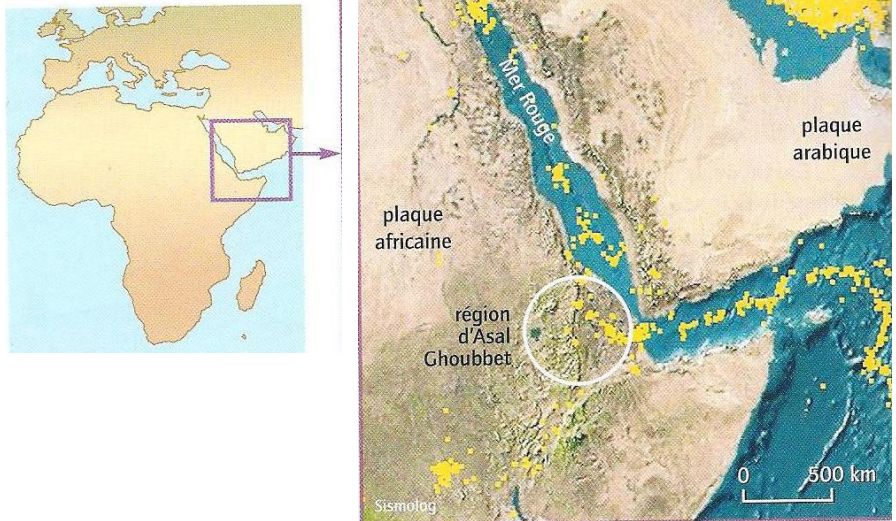 Mer Rouge
plaque
arabique
plaque
africaine
région
d'Asal
Ghoubbet
0 500 km
Sismolog